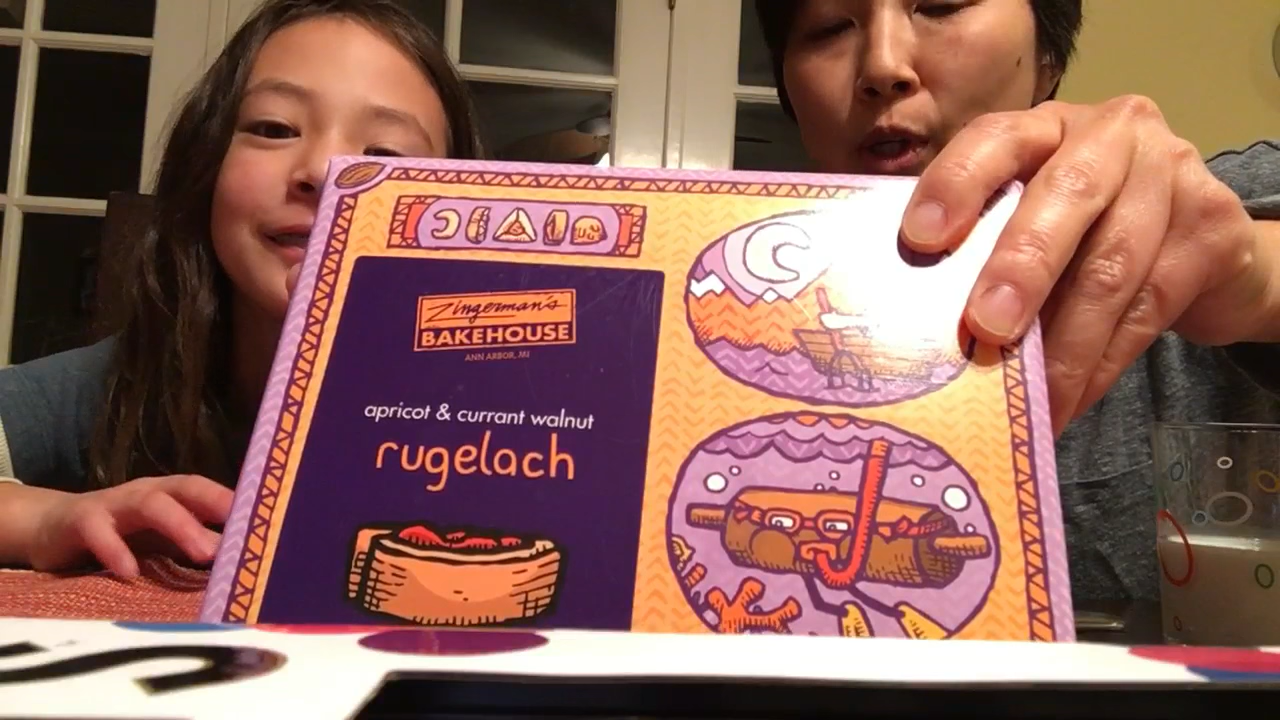 Zingerman's
BAKEHOUSE
ANN ARBOR, MI
apricot & currant walnut
rugelach